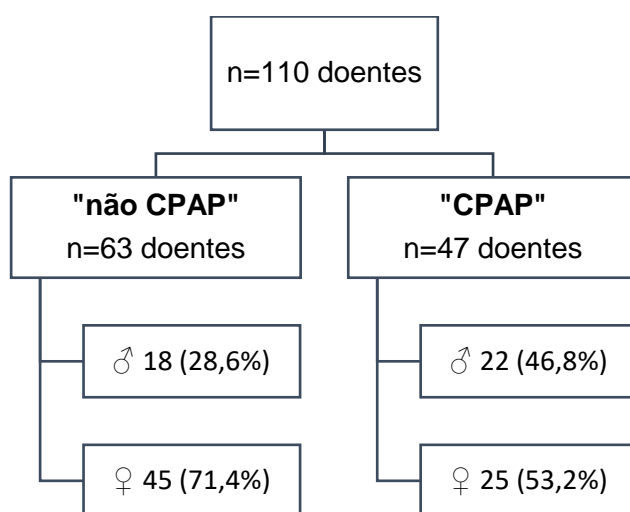 n=110 doentes
"não CPAP"
n=63 doentes
♂ 18 (28,6%)
♀ 45 (71,4%)
"CPAP"
n=47 doentes
♂ 22 (46,8%)
♀ 25 (53,2%)